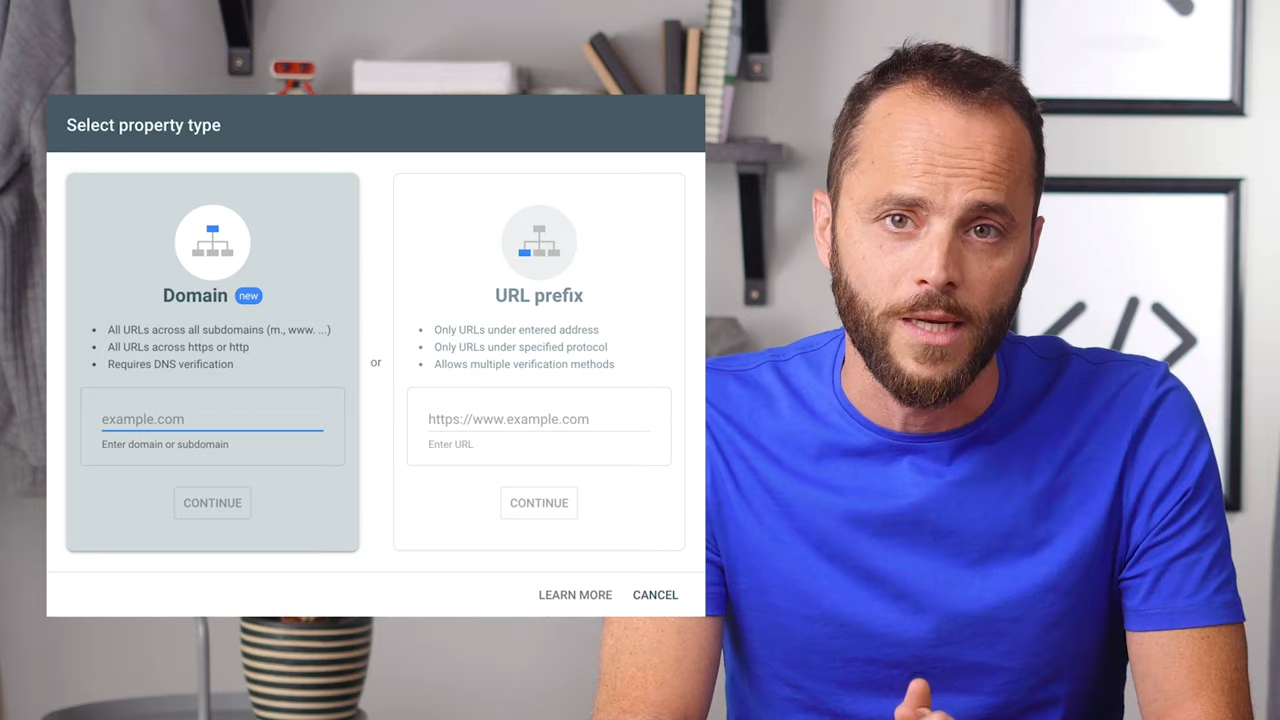 Select property type
Domain new
All URLs across all subdomains (m., www. ...)
All URLs across https or http
Requires DNS verification
example.com
Enter domain or subdomain
CONTINUE
or
URL prefix
Only URLs under entered address
Only URLs under specified protocol
Allows multiple verification methods
https://www.example.com
Enter URL
CONTINUE
LEARN MORE CANCEL